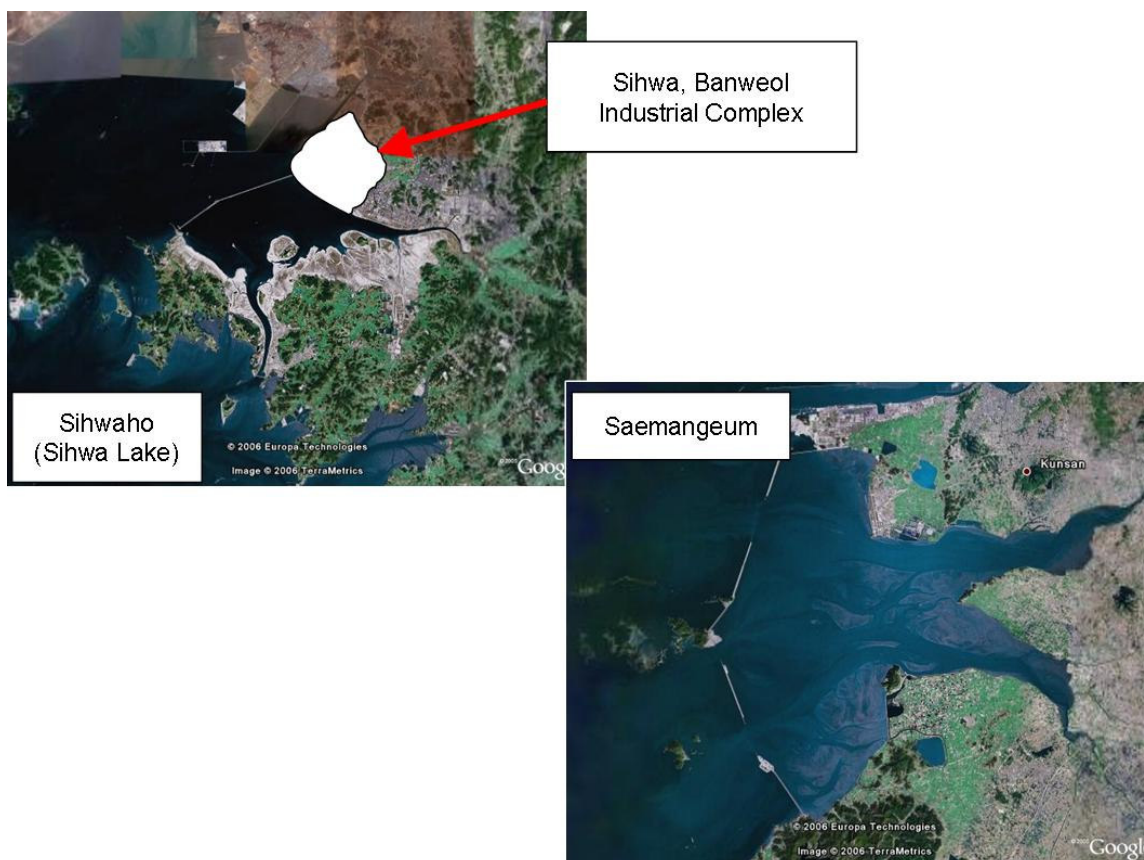 Sihwa, Banweol
Industrial Complex
Sihwaho
(Sihwa Lake)
© 2006 Europa Technologies
Image © 2006 TerraMetrics
Saemangeum
Kunsan
© 2006 Europa Technologies
Image © 2006 TerraMetrics